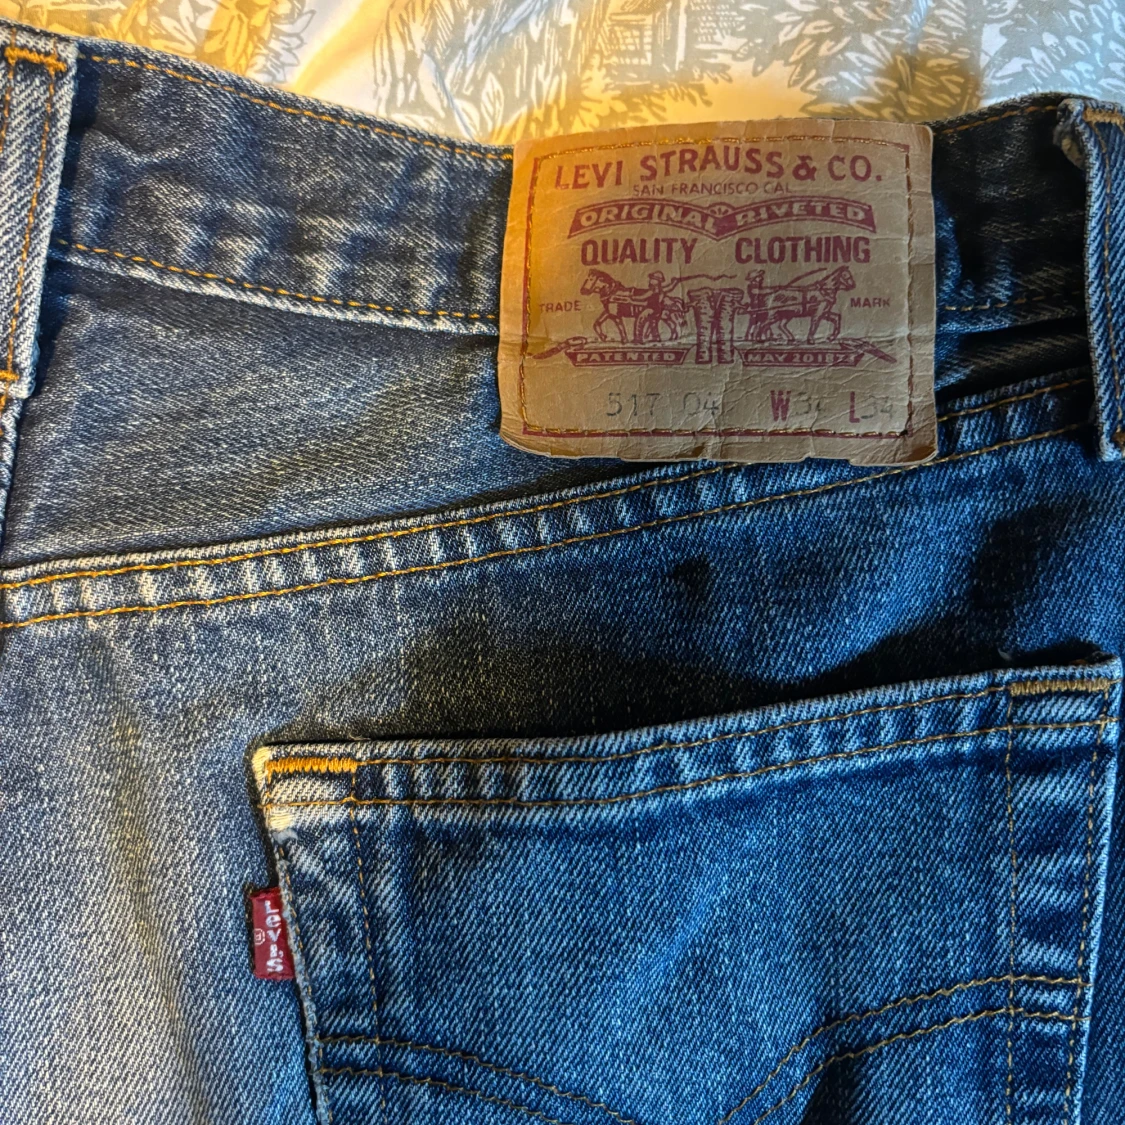 LEVI STRAUSS & CO.
SAN FRANCISCO CAL
ORIGINAL RIVETED
QUALITY CLOTHING
TRADE MARK
PATENTED MAY 20 1873
517 04 W L34
Levi's
®